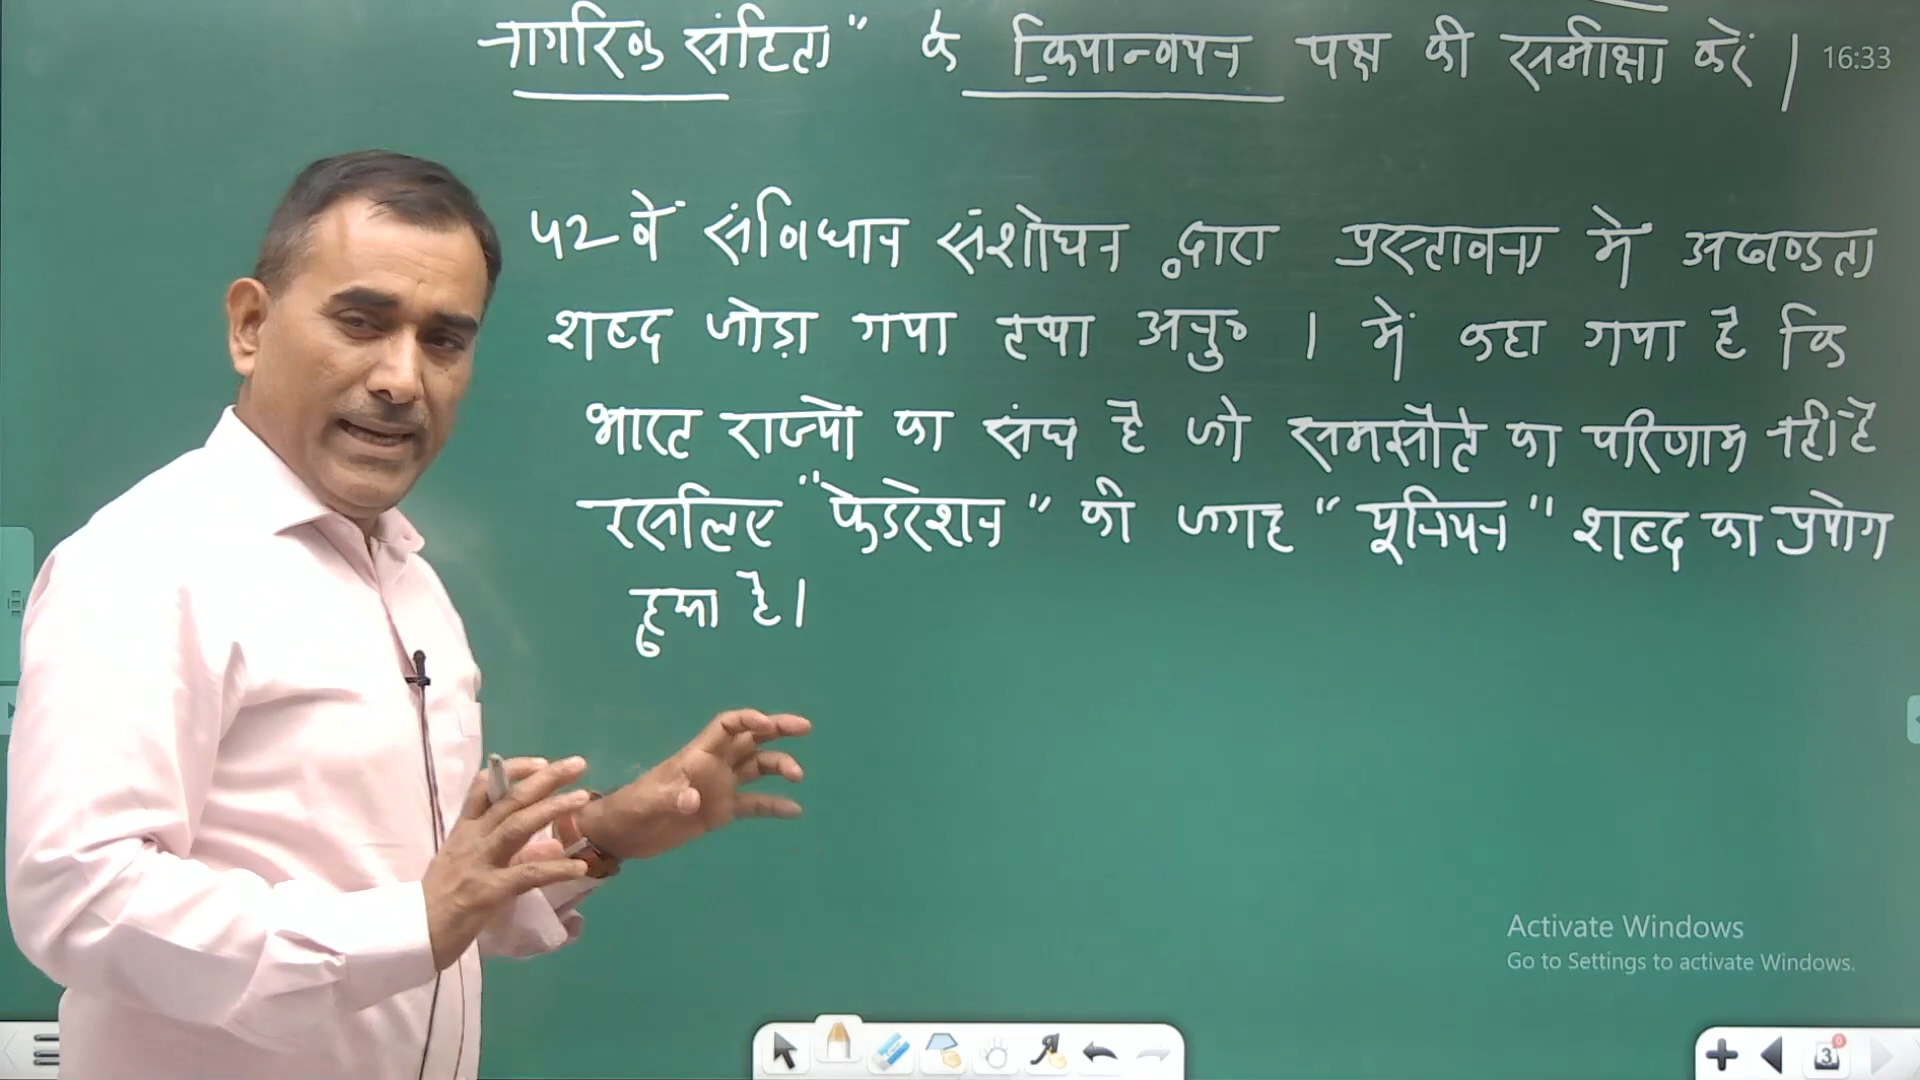 नागरिक संहिता" के क्रियान्वयन पक्ष की समीक्षा करें |
16:33
42 वें संविधान संशोधन द्वारा प्रस्तावना में अखण्डता
शब्द जोड़ा गया तथा अनु० 1 में कहा गया है कि
भारत राज्यों का संघ है जो समझौते का परिणाम नहीं है
इसलिए "फेडरेशन" की जगह "यूनियन" शब्द का प्रयोग
हुआ है।
Activate Windows
Go to Settings to activate Windows.
3